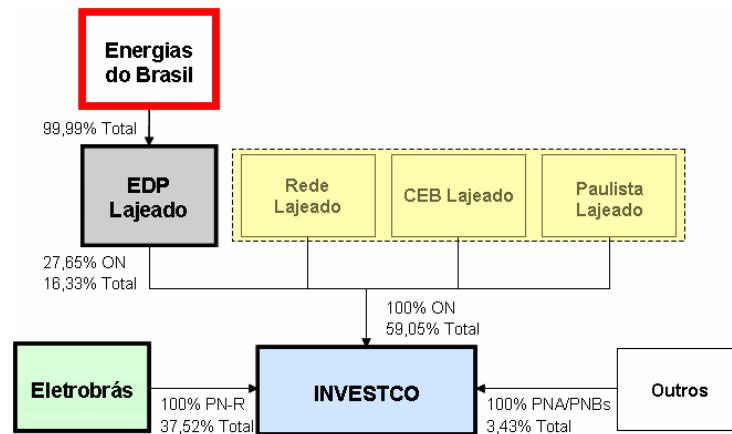 Energias
do Brasil
99,99% Total
EDP
Lajeado
Rede
Lajeado
CEB Lajeado
Paulista
Lajeado
27,65% ON
16,33% Total
100% ON
59,05% Total
Eletrobrás
100% PN-R
37,52% Total
INVESTCO
100% PNA/PNBs
3,43% Total
Outros